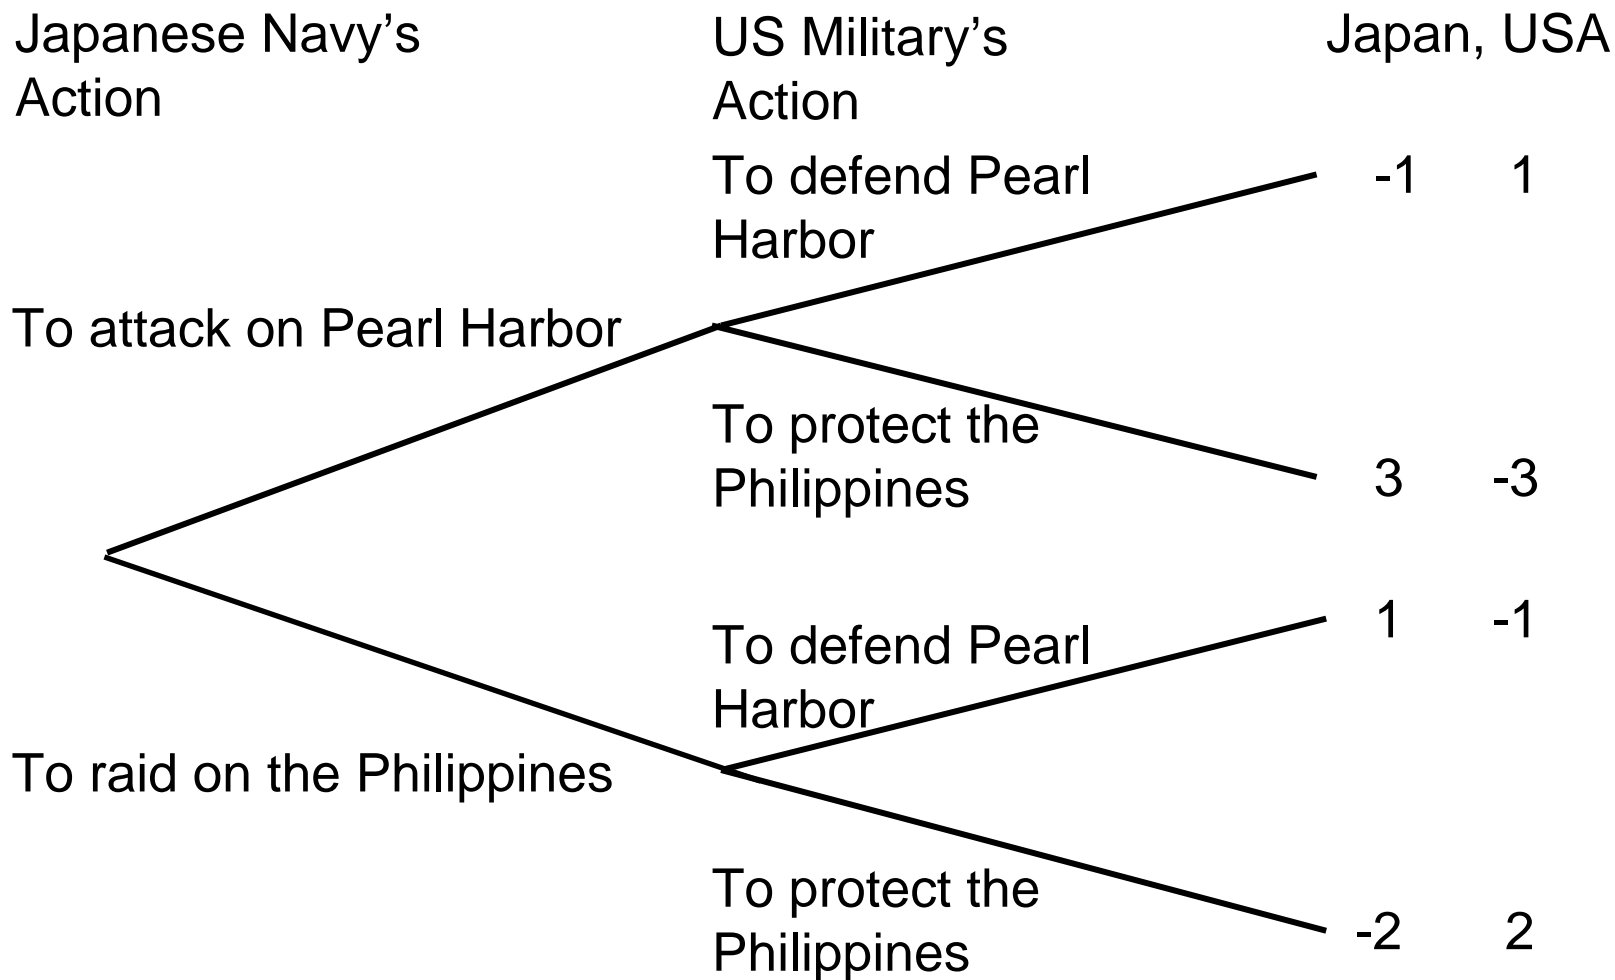 Japanese Navy’s
Action
US Military’s
Action
Japan, USA
To defend Pearl
Harbor
-1 1
To attack on Pearl Harbor
To protect the
Philippines
3 -3
To defend Pearl
Harbor
1 -1
To raid on the Philippines
To protect the
Philippines
-2 2